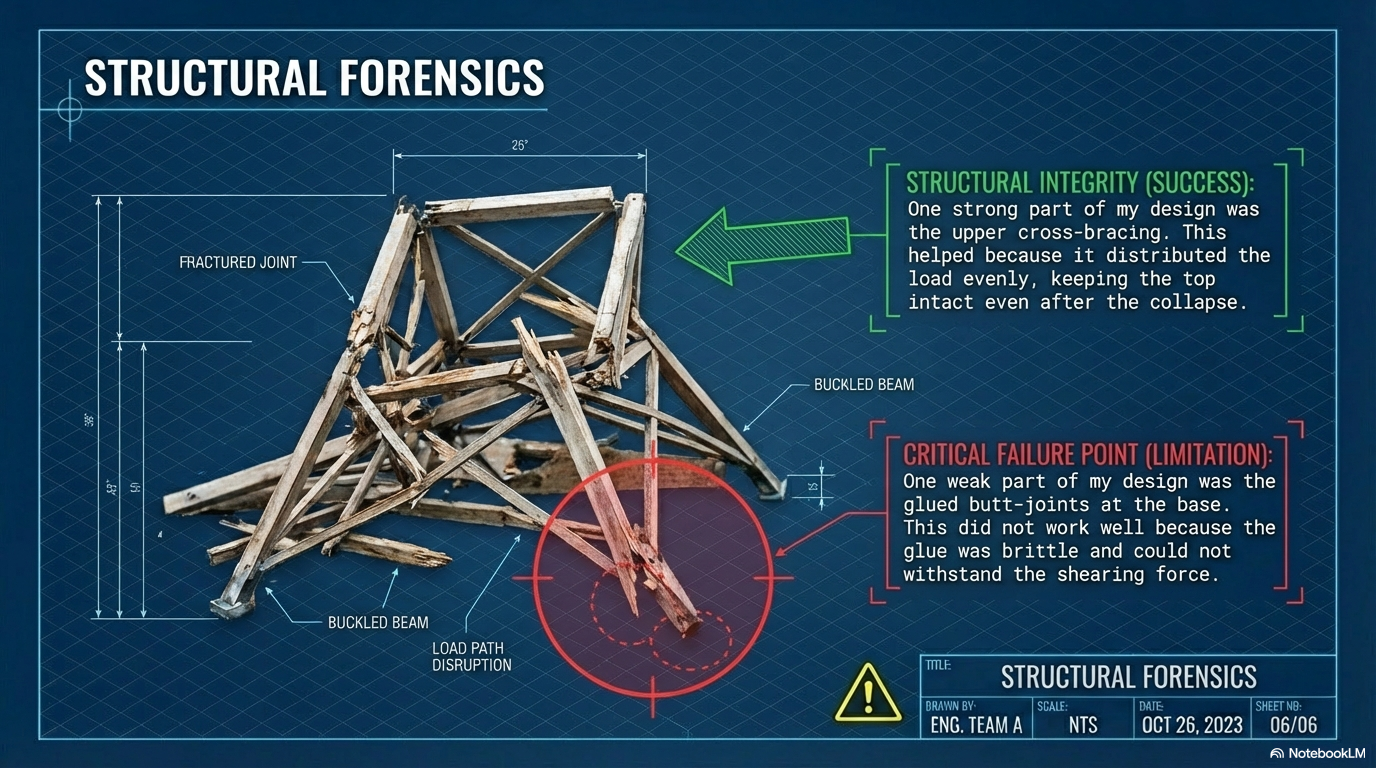 STRUCTURAL FORENSICS
26"
FRACTURED JOINT
STRUCTURAL INTEGRITY (SUCCESS):
One strong part of my design was
the upper cross-bracing. This
helped because it distributed the
load evenly, keeping the top
intact even after the collapse.
BUCKLED BEAM
CRITICAL FAILURE POINT (LIMITATION):
One weak part of my design was the
glued butt-joints at the base.
This did not work well because the
glue was brittle and could not
withstand the shearing force.
BUCKLED BEAM
LOAD PATH
DISRUPTION
TITLE:
STRUCTURAL FORENSICS
DRAWN BY:
ENG. TEAM A
SCALE:
NTS
DATE:
OCT 26, 2023
SHEET NO:
06/06
NotebookLM